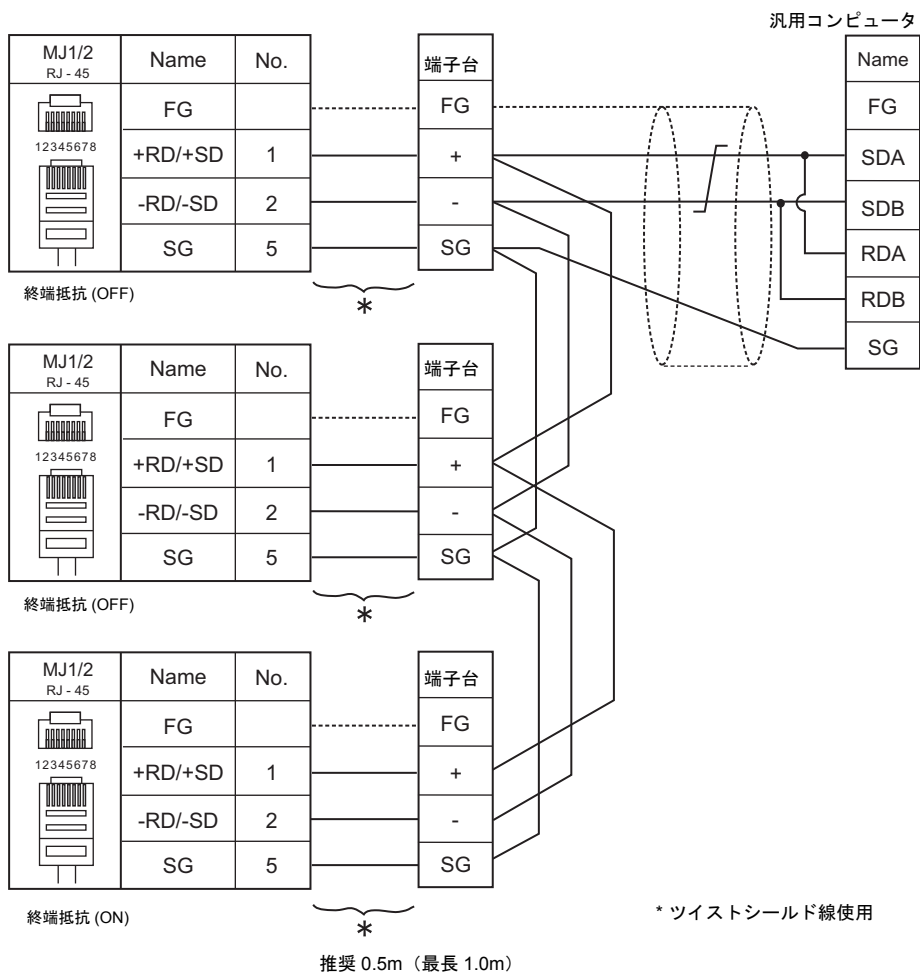 汎用コンピュータ
MJ1/2 Name No. 端子台 Name
RJ - 45
FG FG FG
12345678
+RD/+SD 1 + SDA
-RD/-SD 2 - SDB
SG 5 SG RDA
RDB
SG
終端抵抗 (OFF)
*
MJ1/2 Name No. 端子台
RJ - 45
FG FG
12345678
+RD/+SD 1 +
-RD/-SD 2 -
SG 5 SG
終端抵抗 (OFF)
*
MJ1/2 Name No. 端子台
RJ - 45
FG FG
12345678
+RD/+SD 1 +
-RD/-SD 2 -
SG 5 SG
終端抵抗 (ON)
*
* ツイストシールド線使用
推奨 0.5m(最長 1.0m)